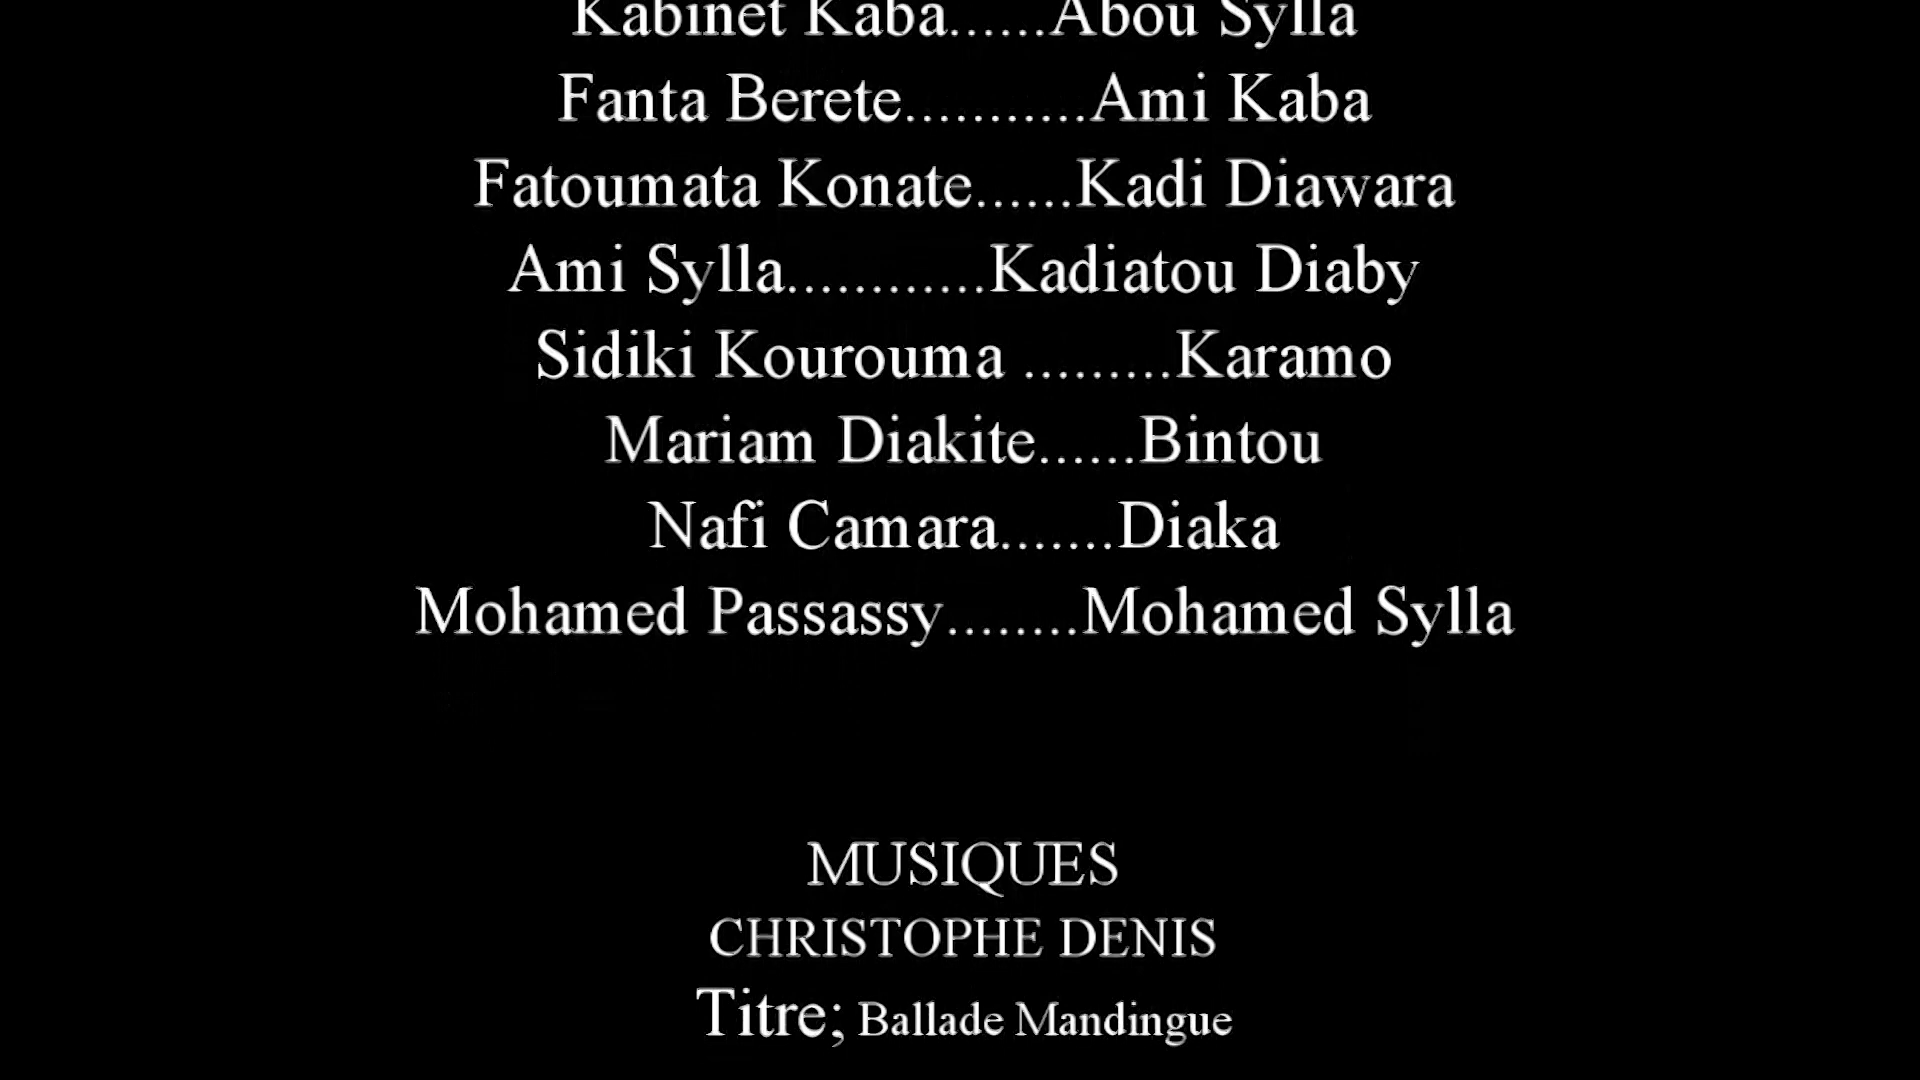 Kabinet Kaba......Abou Sylla
Fanta Berete...........Ami Kaba
Fatoumata Konate......Kadi Diawara
Ami Sylla............Kadiatou Diaby
Sidiki Kourouma .........Karamo
Mariam Diakite......Bintou
Nafi Camara.......Diaka
Mohamed Passassy........Mohamed Sylla
MUSIQUES
CHRISTOPHE DENIS
Titre; Ballade Mandingue